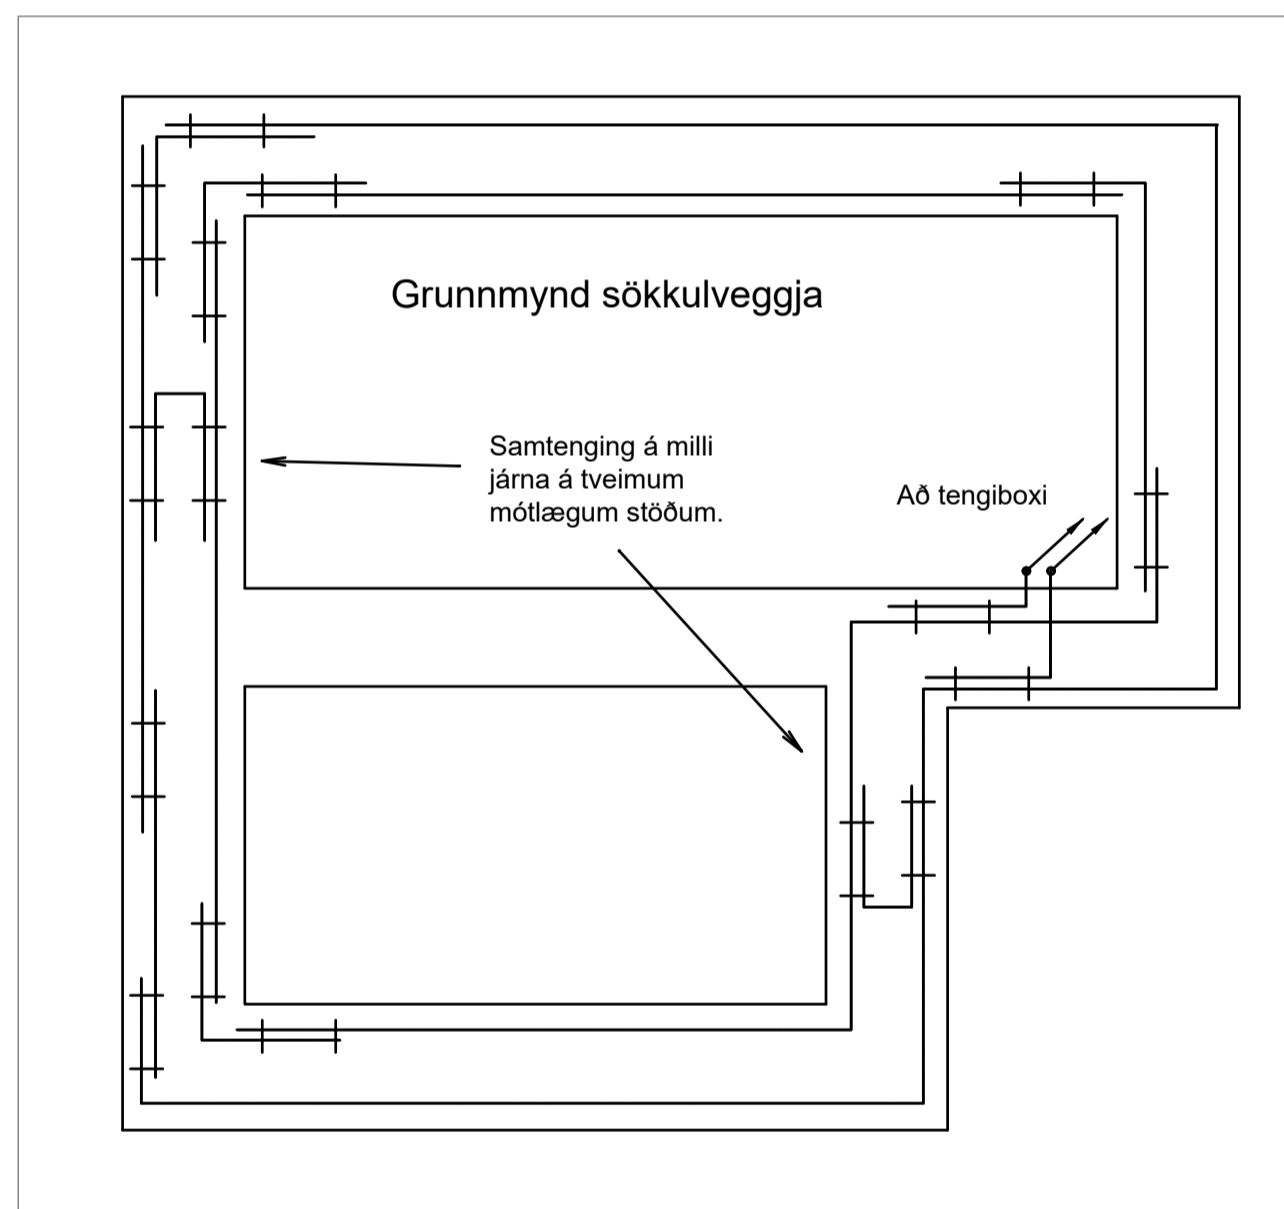 Grunnmynd sökkulveggja
Samtenging á milli
járna á tveimum
mótlægum stöðum.
Að tengiboxi